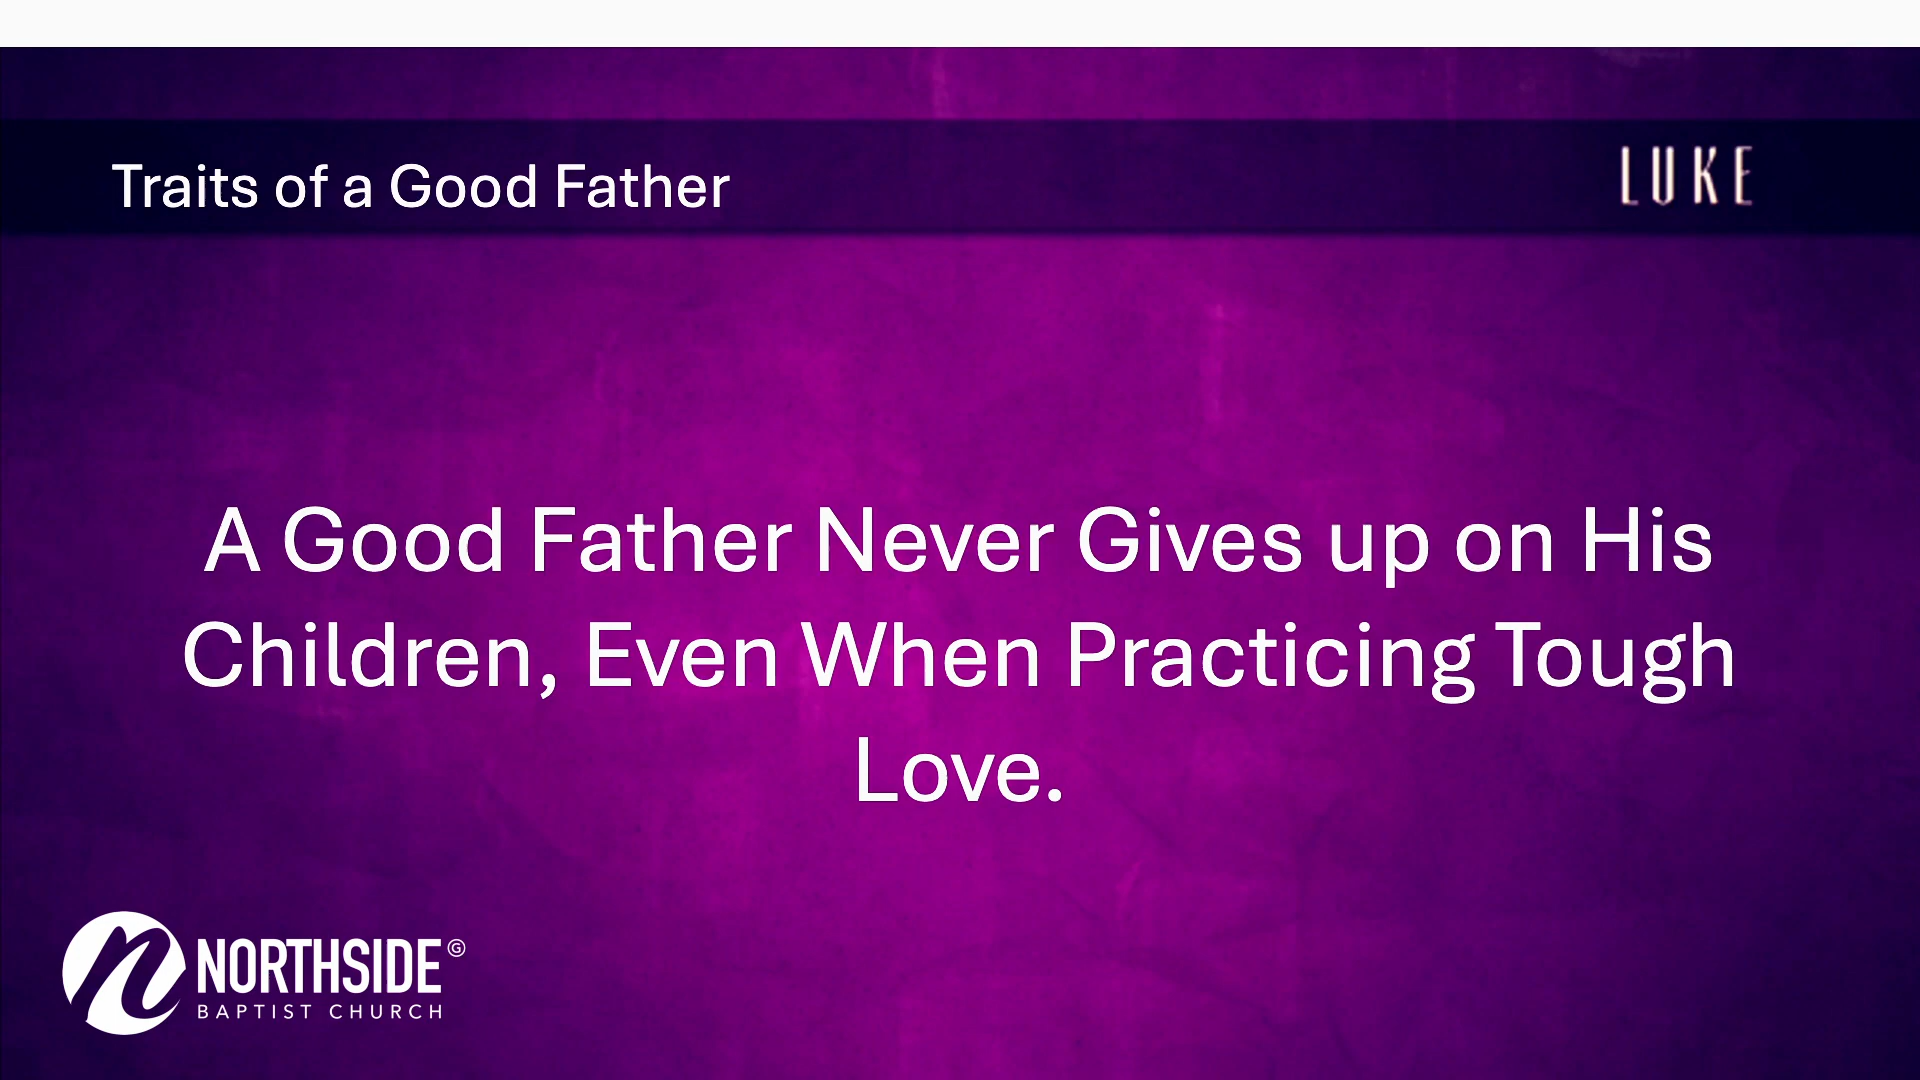 Traits of a Good Father
LUKE
A Good Father Never Gives up on His
Children, Even When Practicing Tough
Love.
NORTHSIDE G
BAPTIST CHURCH